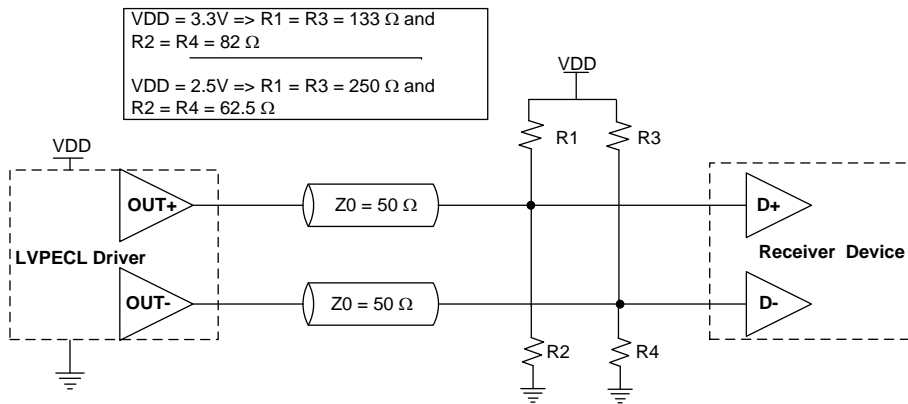 VDD = 3.3V => R1 = R3 = 133 Ω and
R2 = R4 = 82 Ω
VDD = 2.5V => R1 = R3 = 250 Ω and
R2 = R4 = 62.5 Ω
VDD
VDD
R1
R3
OUT+
Z0 = 50 Ω
D+
LVPECL Driver
Receiver Device
OUT-
Z0 = 50 Ω
D-
R2
R4